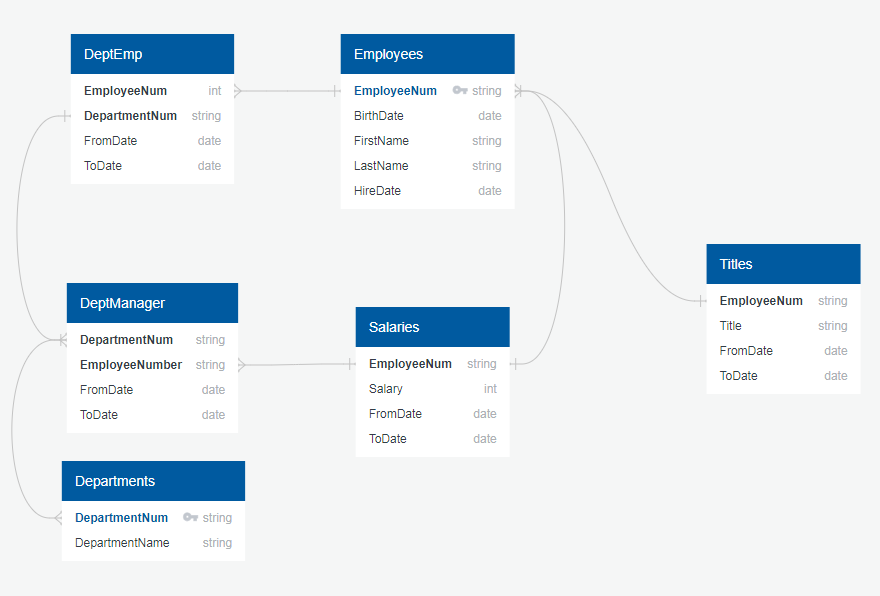 DeptEmp
EmployeeNum int
DepartmentNum string
FromDate date
ToDate date
Employees
EmployeeNum string
BirthDate date
FirstName string
LastName string
HireDate date
Titles
EmployeeNum string
Title string
FromDate date
ToDate date
DeptManager
DepartmentNum string
EmployeeNumber string
FromDate date
ToDate date
Salaries
EmployeeNum string
Salary int
FromDate date
ToDate date
Departments
DepartmentNum string
DepartmentName string